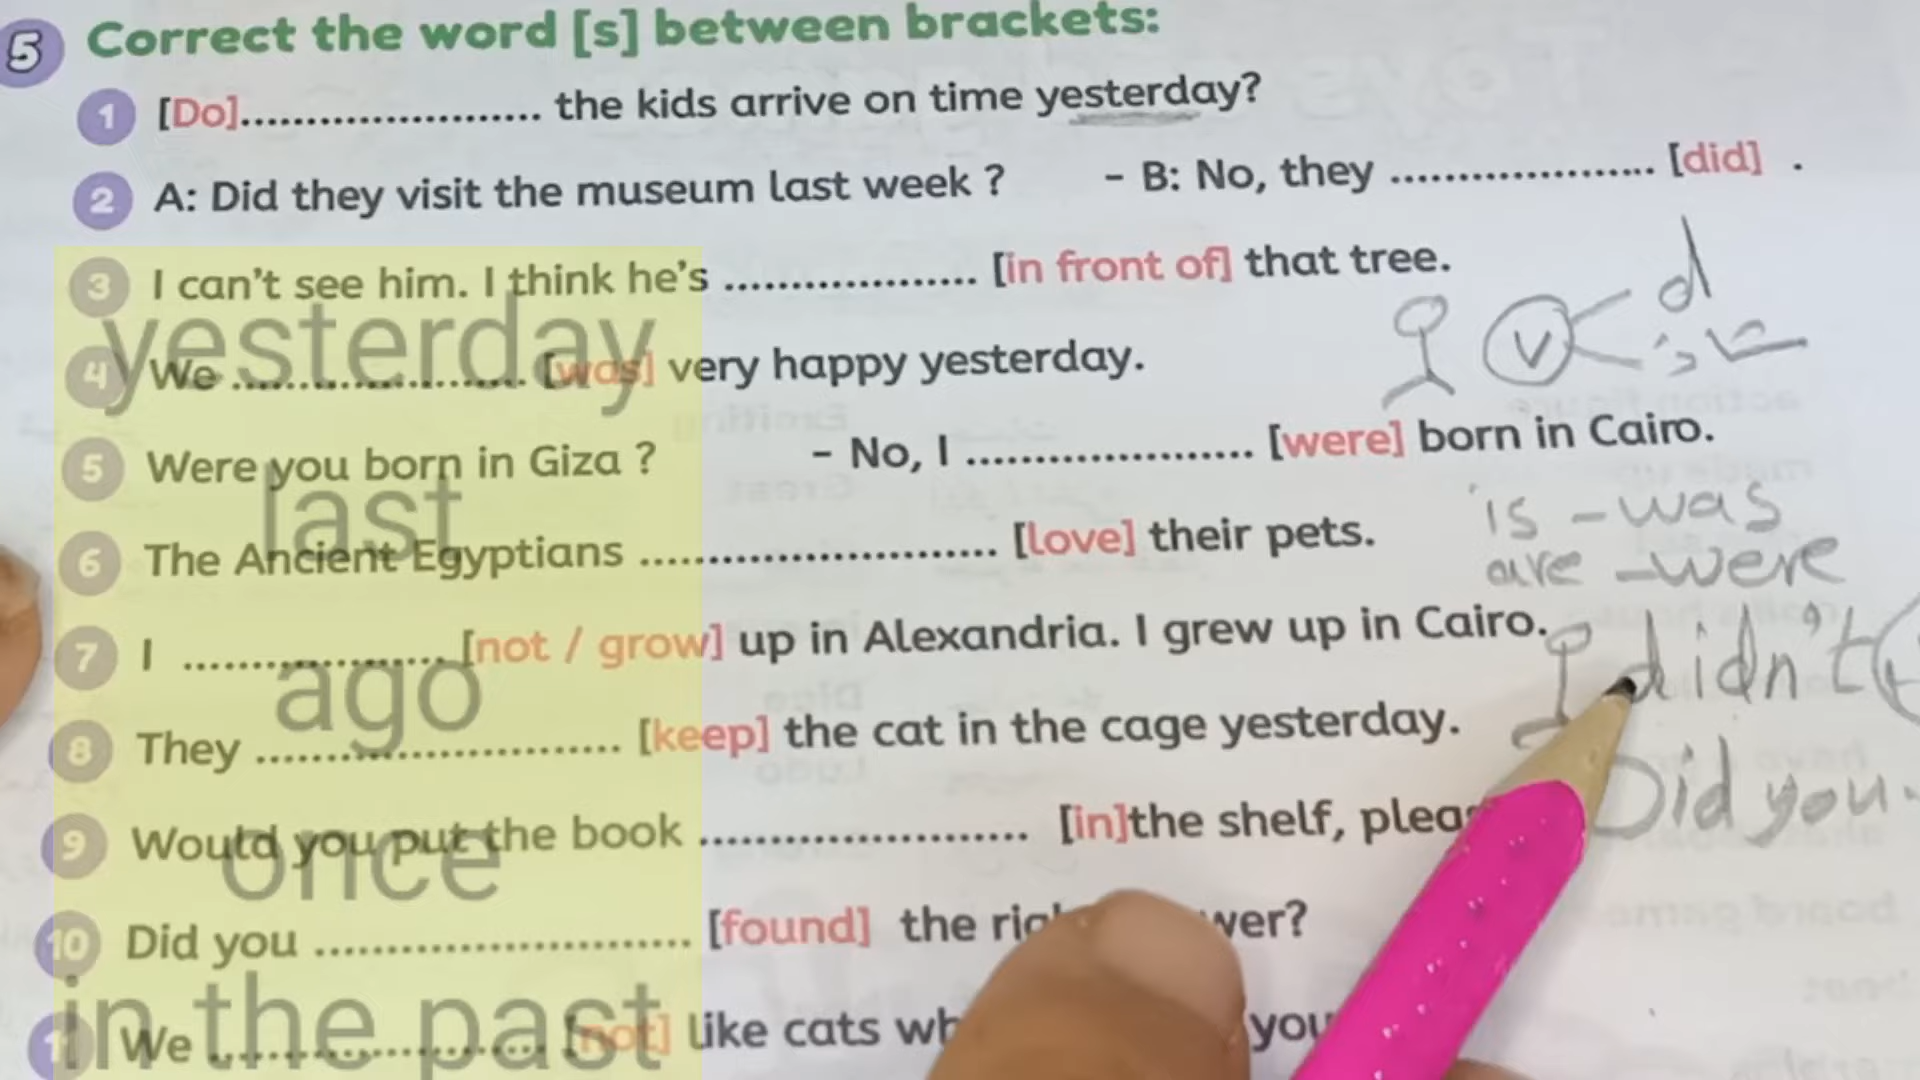 5 Correct the word [s] between brackets:
1 [Do]...................... the kids arrive on time yesterday?
2 A: Did they visit the museum last week ? - B: No, they .................... [did] .
3 I can't see him. I think he's ................... [in front of] that tree.
yesterday
4 We ...................... [was] very happy yesterday.
5 Were you born in Giza ? - No, I ...................... [were] born in Cairo.
last
6 The Ancient Egyptians ........................... [love] their pets.
7 I .................... [not / grow] up in Alexandria. I grew up in Cairo.
ago
8 They ............................ [keep] the cat in the cage yesterday.
9 Would you put the book ......................... [in]the shelf,
once
10 Did you ............................. [found] the
in the past
We ......................... [not] like cats
d
V
is - was
are - were
didn't
Did you